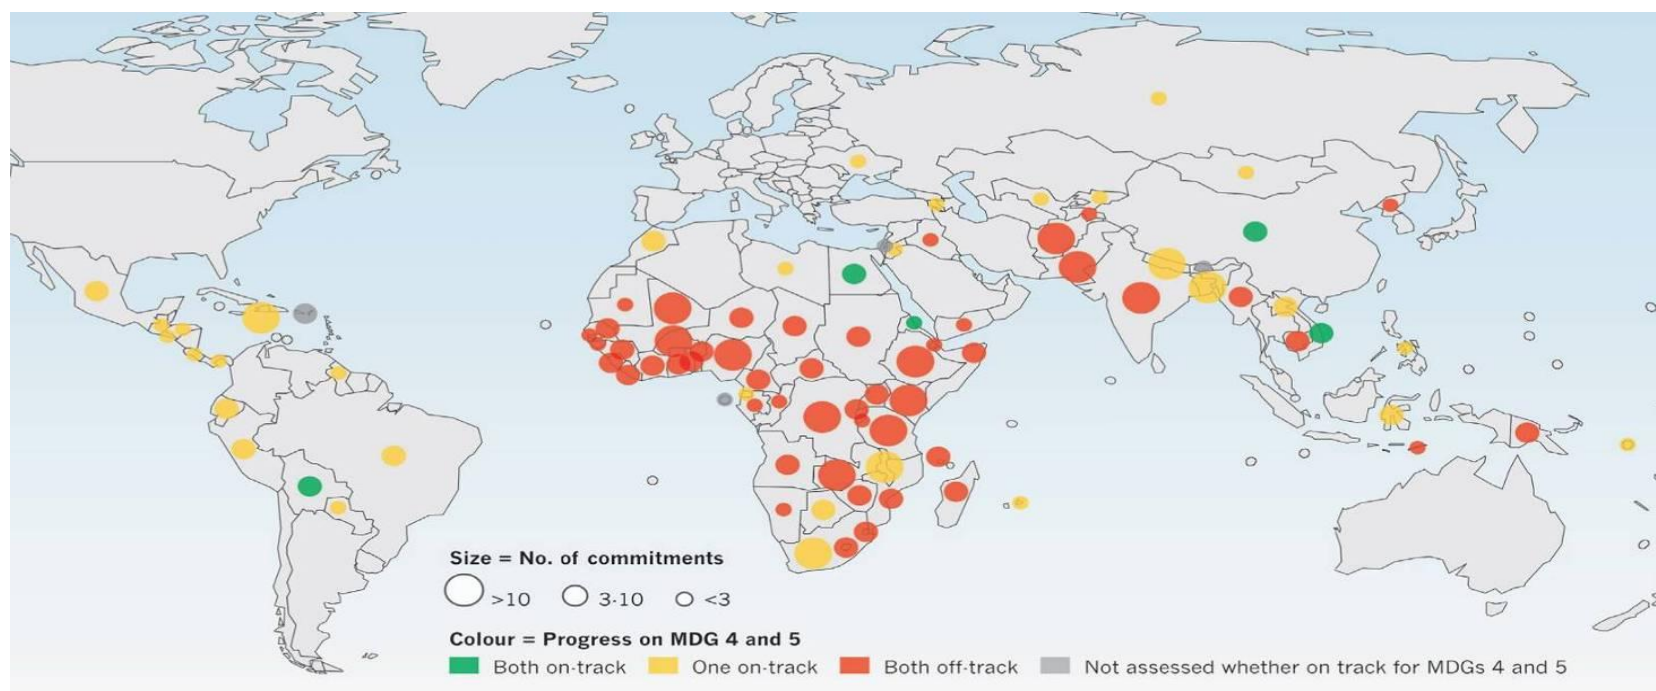 Size = No. of commitments
>10 3-10 <3
Colour = Progress on MDG 4 and 5
Both on-track One on-track Both off-track Not assessed whether on track for MDGs 4 and 5